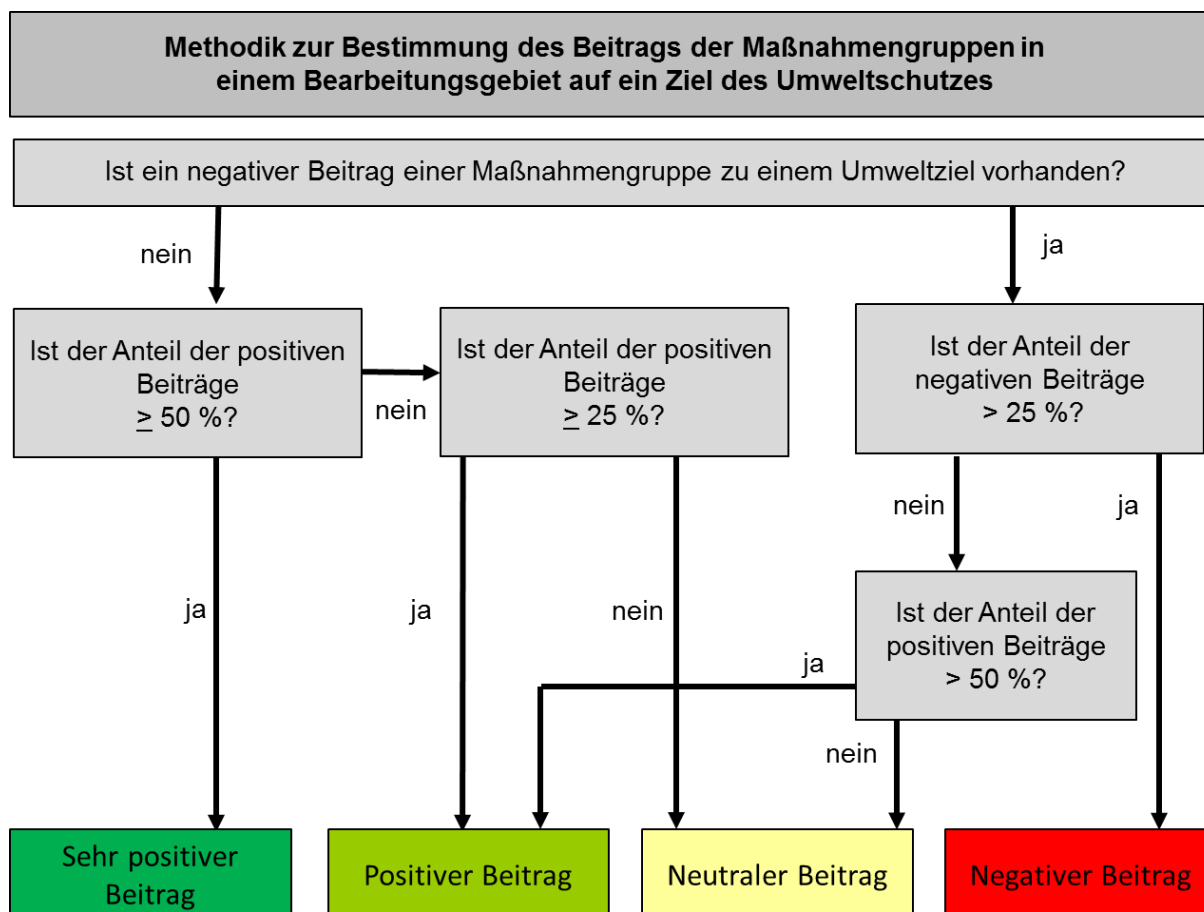 Methodik zur Bestimmung des Beitrags der Maßnahmengruppen in
einem Bearbeitungsgebiet auf ein Ziel des Umweltschutzes
Ist ein negativer Beitrag einer Maßnahmengruppe zu einem Umweltziel vorhanden?
nein
ja
Ist der Anteil der positiven
Beiträge
≥ 50 %?
nein
Ist der Anteil der positiven
Beiträge
≥ 25 %?
Ist der Anteil der
negativen Beiträge
> 25 %?
nein
ja
ja
ja
nein
Ist der Anteil der
positiven Beiträge
> 50 %?
ja
nein
Sehr positiver
Beitrag
Positiver Beitrag
Neutraler Beitrag
Negativer Beitrag